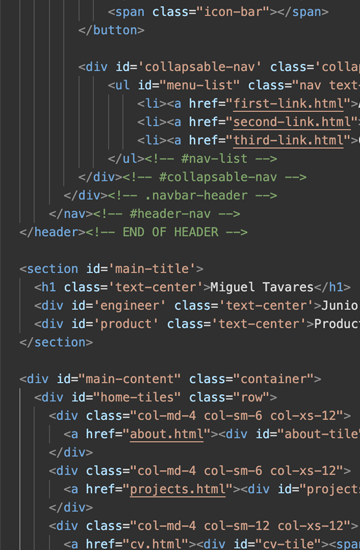 <span class="icon-bar"></span>
</button>
<div id='collapsable-nav' class='collap
<ul id="menu-list" class="nav text-
<li><a href="first-link.html">
<li><a href="second-link.html">
<li><a href="third-link.html">
</ul><!-- #nav-list -->
</div><!-- #collapsable-nav -->
</div><!-- .navbar-header -->
</nav><!-- #header-nav -->
</header><!-- END OF HEADER -->
<section id='main-title'>
<h1 class='text-center'>Miguel Tavares</h1>
<div id='engineer' class='text-center'>Junio
<div id='product' class='text-center'>Product
</section>
<div id="main-content" class="container">
<div id="home-tiles" class="row">
<div class="col-md-4 col-sm-6 col-xs-12">
<a href="about.html"><div id="about-tile"
</div>
<div class="col-md-4 col-sm-6 col-xs-12">
<a href="projects.html"><div id="project
</div>
<div class="col-md-4 col-sm-12 col-xs-12">
<a href="cv.html"><div id="cv-tile"><span